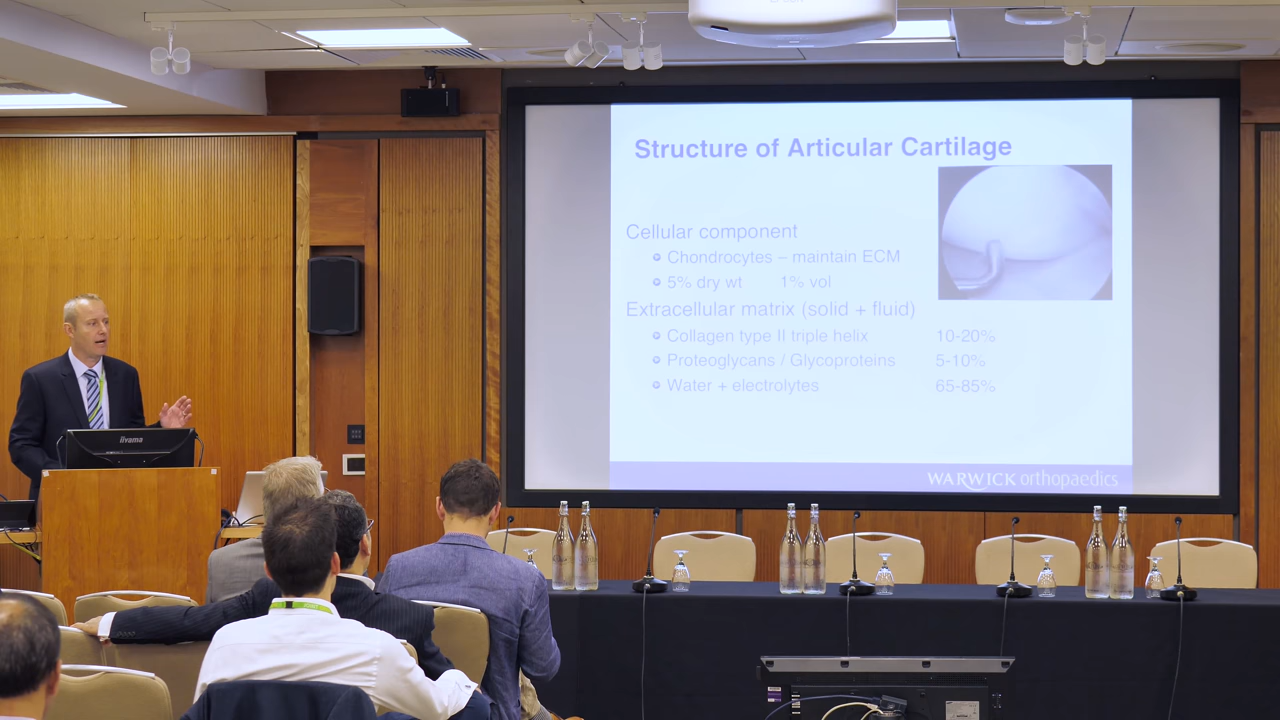 Structure of Articular Cartilage
Cellular component
Chondrocytes – maintain ECM
5% dry wt 1% vol
Extracellular matrix (solid + fluid)
Collagen type II triple helix 10-20%
Proteoglycans / Glycoproteins 5-10%
Water + electrolytes 65-85%
WARWICK orthopaedics
iiyama